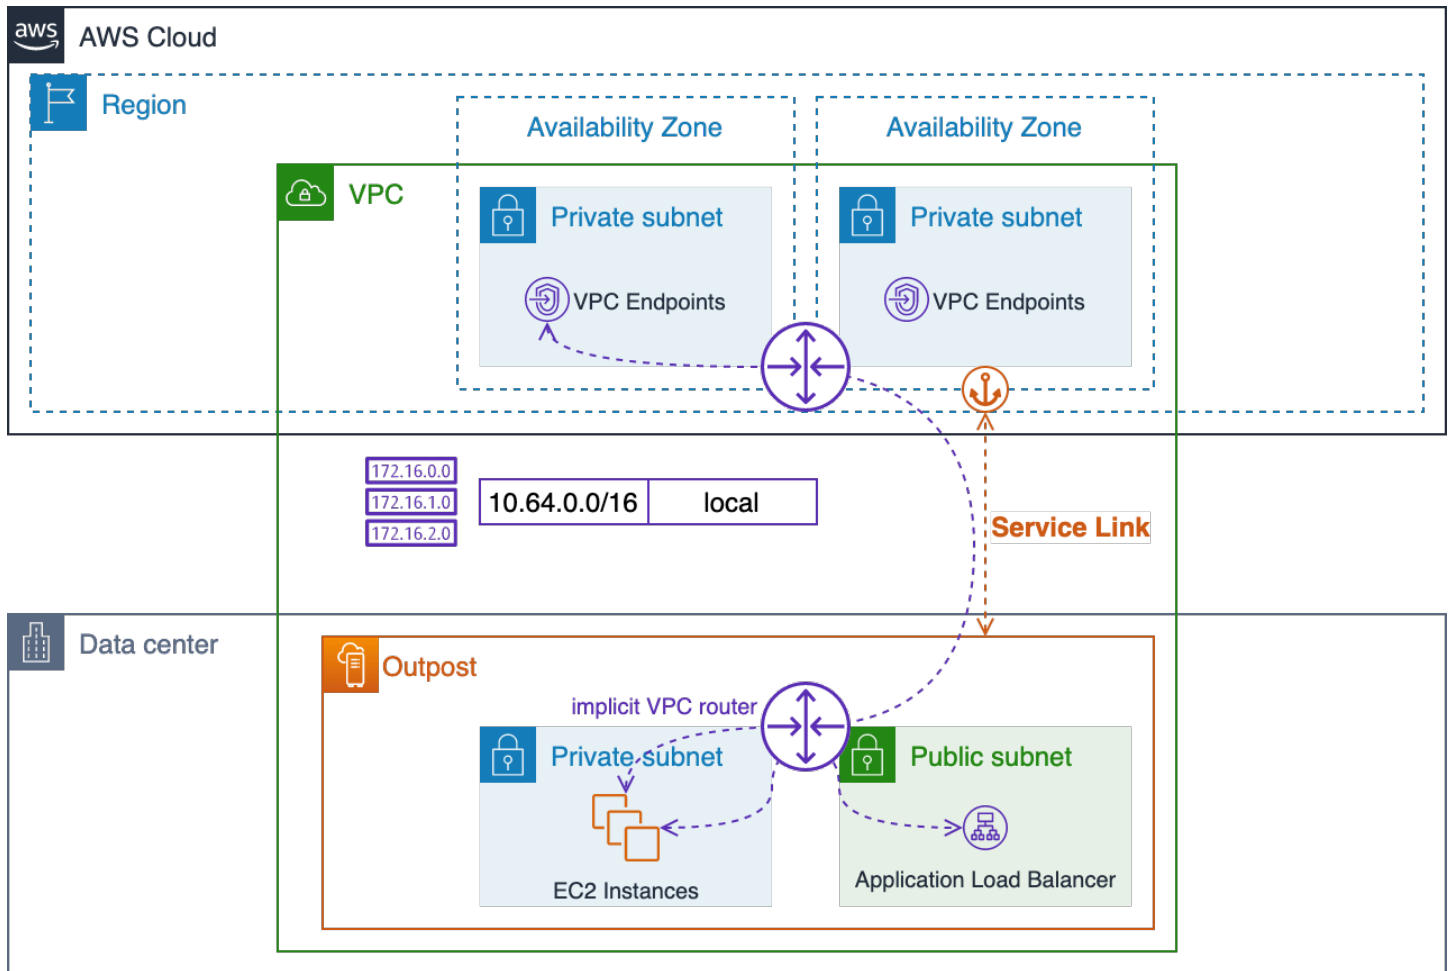 aws
AWS Cloud
Region
Availability Zone
Availability Zone
VPC
Private subnet
Private subnet
VPC Endpoints
VPC Endpoints
172.16.0.0
172.16.1.0
172.16.2.0
10.64.0.0/16
local
Service Link
Data center
Outpost
implicit VPC router
Private subnet
Public subnet
EC2 Instances
Application Load Balancer